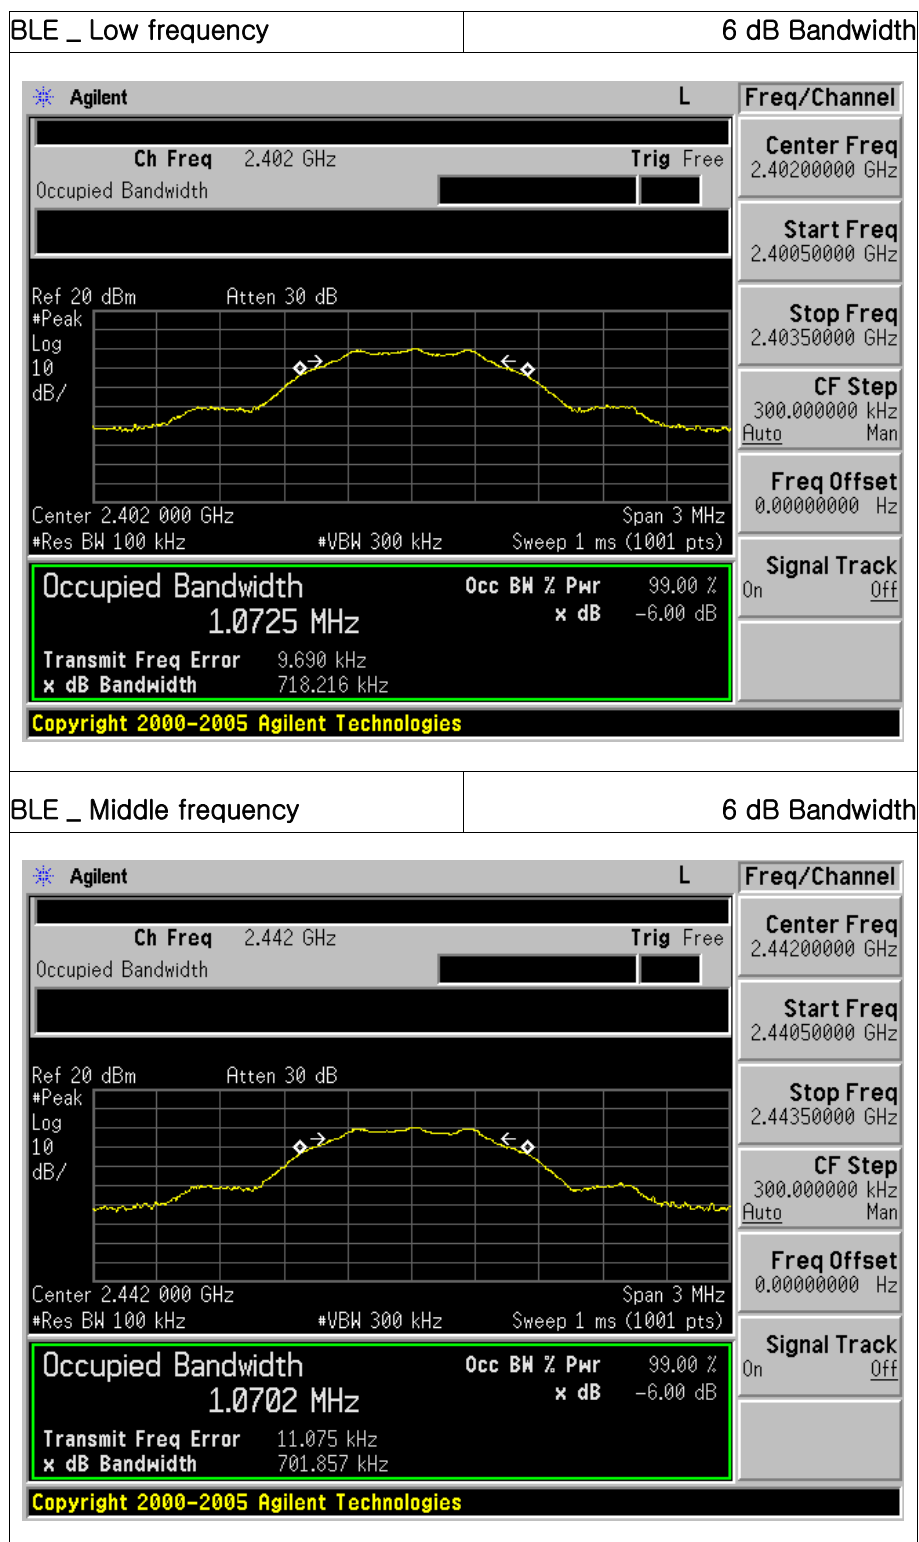 BLE _ Low frequency 6 dB Bandwidth
Agilent L Freq/Channel
Ch Freq 2.402 GHz Trig Free
Occupied Bandwidth
Center Freq
2.40200000 GHz
Start Freq
2.40050000 GHz
Stop Freq
2.40350000 GHz
CF Step
300.000000 kHz
Auto Man
Freq Offset
0.00000000 Hz
Signal Track
On Off
Ref 20 dBm Atten 30 dB
#Peak
Log
10
dB/
Center 2.402 000 GHz Span 3 MHz
#Res BW 100 kHz #VBW 300 kHz Sweep 1 ms (1001 pts)
Occupied Bandwidth Occ BW % Pwr 99.00 %
1.0725 MHz x dB -6.00 dB
Transmit Freq Error 9.690 kHz
x dB Bandwidth 718.216 kHz
Copyright 2000-2005 Agilent Technologies
BLE _ Middle frequency 6 dB Bandwidth
Agilent L Freq/Channel
Ch Freq 2.442 GHz Trig Free
Occupied Bandwidth
Center Freq
2.44200000 GHz
Start Freq
2.44050000 GHz
Stop Freq
2.44350000 GHz
CF Step
300.000000 kHz
Auto Man
Freq Offset
0.00000000 Hz
Signal Track
On Off
Ref 20 dBm Atten 30 dB
#Peak
Log
10
dB/
Center 2.442 000 GHz Span 3 MHz
#Res BW 100 kHz #VBW 300 kHz Sweep 1 ms (1001 pts)
Occupied Bandwidth Occ BW % Pwr 99.00 %
1.0702 MHz x dB -6.00 dB
Transmit Freq Error 11.075 kHz
x dB Bandwidth 701.857 kHz
Copyright 2000-2005 Agilent Technologies